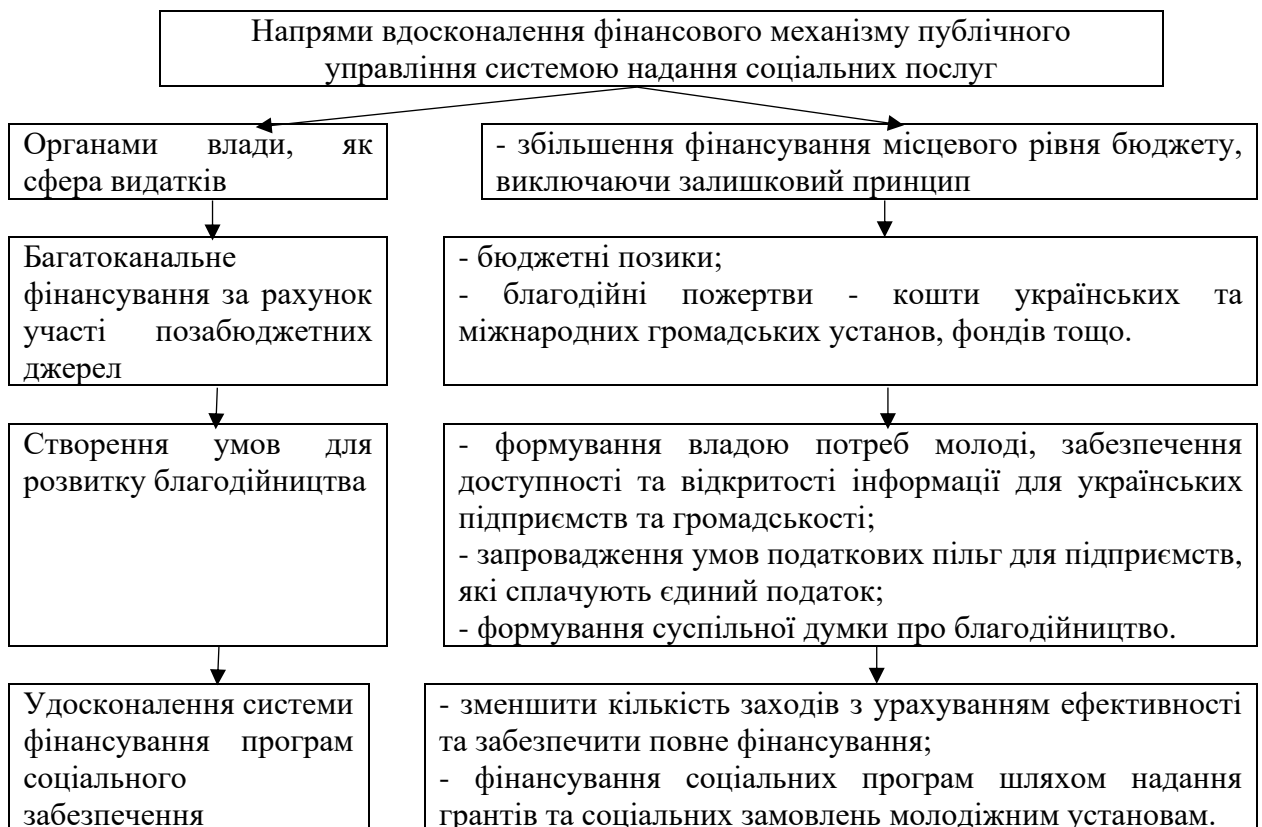 Напрями вдосконалення фінансового механізму публічного
управління системою надання соціальних послуг
Органами влади, як
сфера видатків
- збільшення фінансування місцевого рівня бюджету,
виключаючи залишковий принцип
Багатоканальне
фінансування за рахунок
участі позабюджетних
джерел
- бюджетні позики;
- благодійні пожертви - кошти українських та
міжнародних громадських установ, фондів тощо.
Створення умов для
розвитку благодійництва
- формування владою потреб молоді, забезпечення
доступності та відкритості інформації для українських
підприємств та громадськості;
- запровадження умов податкових пільг для підприємств,
які сплачують єдиний податок;
- формування суспільної думки про благодійництво.
Удосконалення системи
фінансування програм
соціального
забезпечення
- зменшити кількість заходів з урахуванням ефективності
та забезпечити повне фінансування;
- фінансування соціальних програм шляхом надання
грантів та соціальних замовлень молодіжним установам.